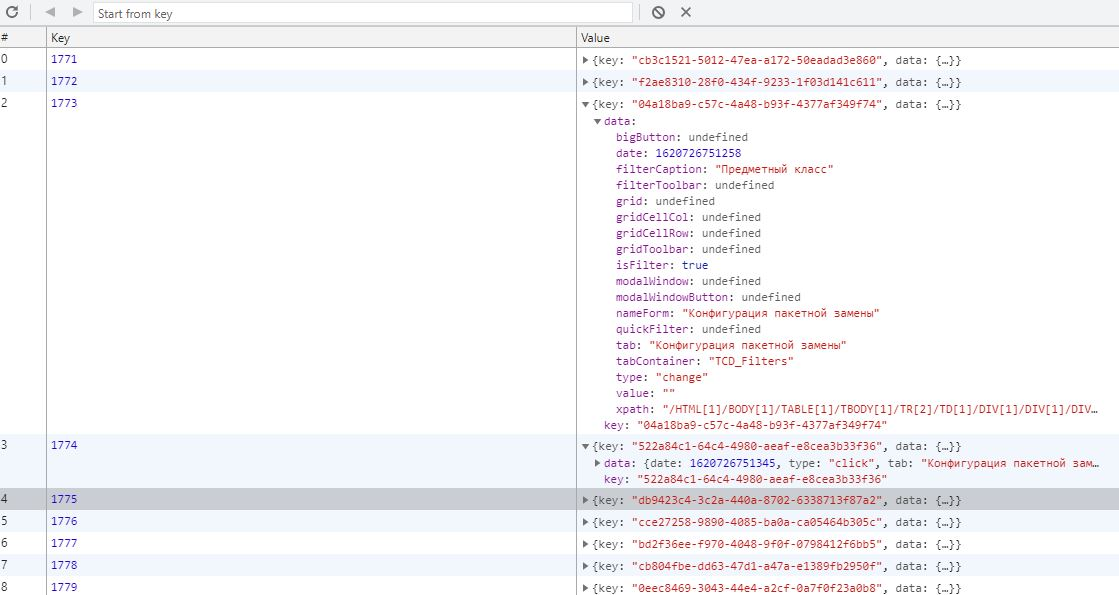 Start from key
# Key Value
0 1771 {key: "cb3c1521-5012-47ea-a172-50eadad3e860", data: {…}}
1 1772 {key: "f2ae8310-28f0-434f-9233-1f03d141c611", data: {…}}
2 1773 {key: "04a18ba9-c57c-4a48-b93f-4377af349f74", data: {…}}
data:
bigButton: undefined
date: 1620726751258
filterCaption: "Предметный класс"
filterToolbar: undefined
grid: undefined
gridCellCol: undefined
gridCellRow: undefined
gridToolbar: undefined
isFilter: true
modalWindow: undefined
modalWindowButton: undefined
nameForm: "Конфигурация пакетной замены"
quickFilter: undefined
tab: "Конфигурация пакетной замены"
tabContainer: "TCD_Filters"
type: "change"
value: ""
xpath: "/HTML[1]/BODY[1]/TABLE[1]/TBODY[1]/TR[2]/TD[1]/DIV[1]/DIV[1]/DIV…
key: "04a18ba9-c57c-4a48-b93f-4377af349f74"
3 1774 {key: "522a84c1-64c4-4980-aeaf-e8cea3b33f36", data: {…}}
data: {date: 1620726751345, type: "click", tab: "Конфигурация пакетной зам…
key: "522a84c1-64c4-4980-aeaf-e8cea3b33f36"
4 1775 {key: "db9423c4-3c2a-440a-8702-6338713f87a2", data: {…}}
5 1776 {key: "cce27258-9890-4085-ba0a-ca05464b305c", data: {…}}
6 1777 {key: "bd2f36ee-f970-4048-9f0f-0798412f6bb5", data: {…}}
7 1778 {key: "cb804fbe-dd63-47d1-a47a-e1389fb2950f", data: {…}}
8 1779 {key: "0eec8469-3043-44e4-a2cf-0a7f0f23a0b8", data: {…}}